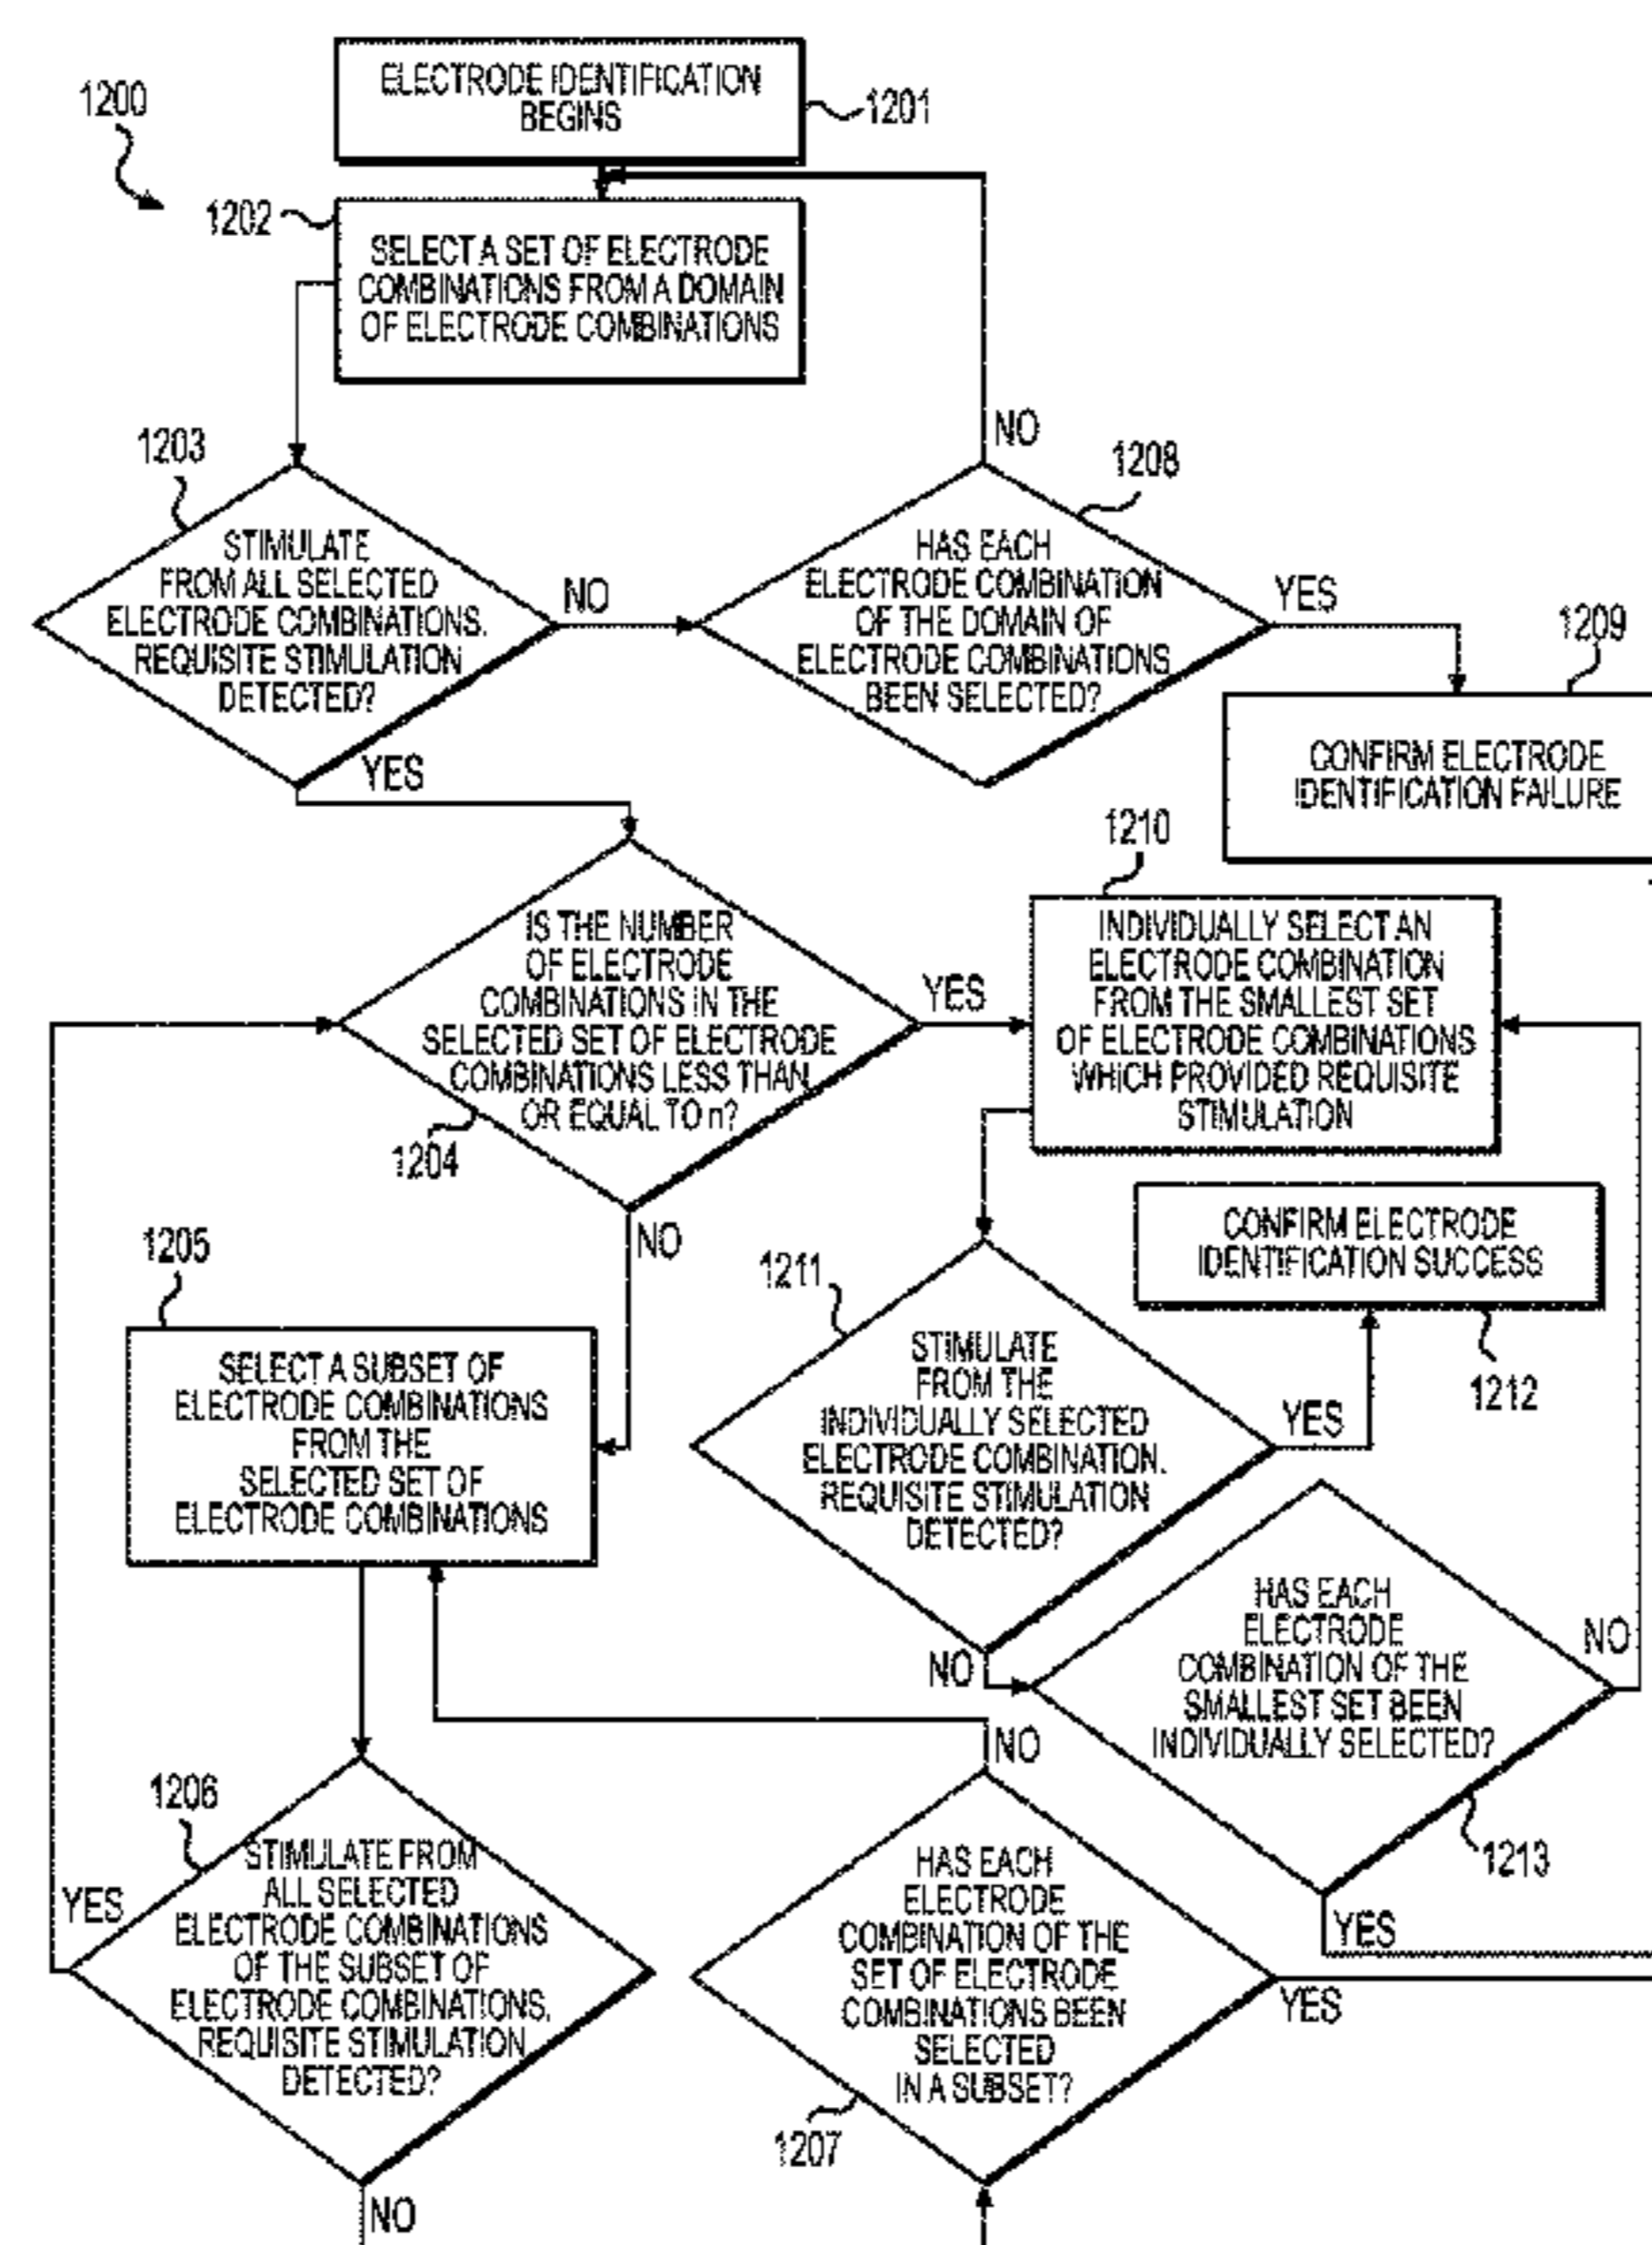 1200
ELECTRODE IDENTIFICATION
BEGINS
1201
1202
SELECT A SET OF ELECTRODE
COMBINATIONS FROM A DOMAIN
OF ELECTRODE COMBINATIONS
1203
STIMULATE
FROM ALL SELECTED
ELECTRODE COMBINATIONS.
REQUISITE STIMULATION
DETECTED?
NO
YES
NO
1208
HAS EACH
ELECTRODE COMBINATION
OF THE DOMAIN OF
ELECTRODE COMBINATIONS
BEEN SELECTED?
YES
1209
CONFIRM ELECTRODE
IDENTIFICATION FAILURE
IS THE NUMBER
OF ELECTRODE
COMBINATIONS IN THE
SELECTED SET OF ELECTRODE
COMBINATIONS LESS THAN
OR EQUAL TO n?
1204
YES
NO
1210
INDIVIDUALLY SELECT AN
ELECTRODE COMBINATION
FROM THE SMALLEST SET
OF ELECTRODE COMBINATIONS
WHICH PROVIDED REQUISITE
STIMULATION
CONFIRM ELECTRODE
IDENTIFICATION SUCCESS
1212
1205
SELECT A SUBSET OF
ELECTRODE COMBINATIONS
FROM THE
SELECTED SET OF
ELECTRODE COMBINATIONS
1211
STIMULATE
FROM THE
INDIVIDUALLY SELECTED
ELECTRODE COMBINATION.
REQUISITE STIMULATION
DETECTED?
YES
NO
HAS EACH
ELECTRODE
COMBINATION OF THE
SMALLEST SET BEEN
INDIVIDUALLY SELECTED?
NO
1213
YES
1206
STIMULATE FROM
ALL SELECTED
ELECTRODE COMBINATIONS
OF THE SUBSET OF
ELECTRODE COMBINATIONS.
REQUISITE STIMULATION
DETECTED?
YES
NO
NO
HAS EACH
ELECTRODE
COMBINATION OF THE
SET OF ELECTRODE
COMBINATIONS BEEN
SELECTED
IN A SUBSET?
YES
1207